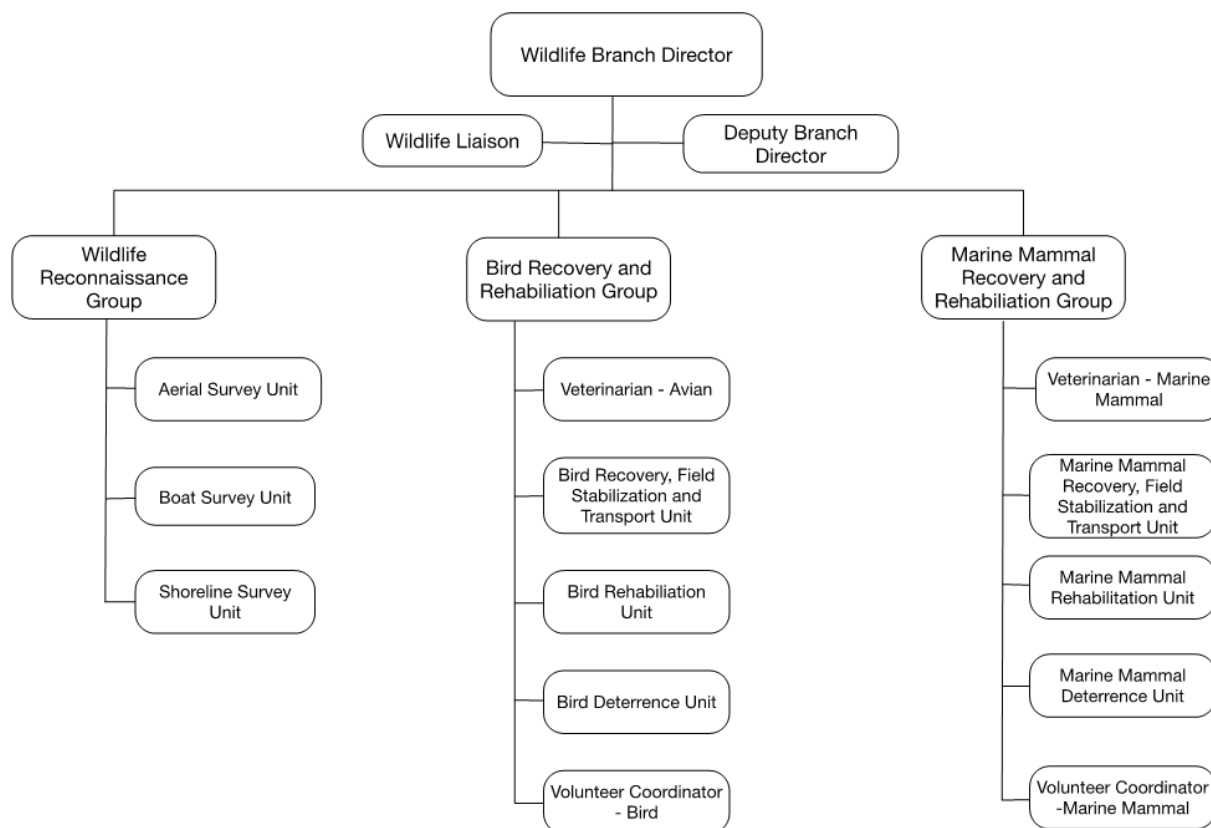 Wildlife Branch Director
Wildlife Liaison
Deputy Branch
Director
Wildlife
Reconnaissance
Group
Bird Recovery and
Rehabiliation Group
Marine Mammal
Recovery and
Rehabiliation Group
Aerial Survey Unit
Boat Survey Unit
Shoreline Survey
Unit
Veterinarian - Avian
Bird Recovery, Field
Stabilization and
Transport Unit
Bird Rehabiliation
Unit
Bird Deterrence Unit
Volunteer Coordinator
- Bird
Veterinarian - Marine
Mammal
Marine Mammal
Recovery, Field
Stabilization and
Transport Unit
Marine Mammal
Rehabilitation Unit
Marine Mammal
Deterrence Unit
Volunteer Coordinator
-Marine Mammal